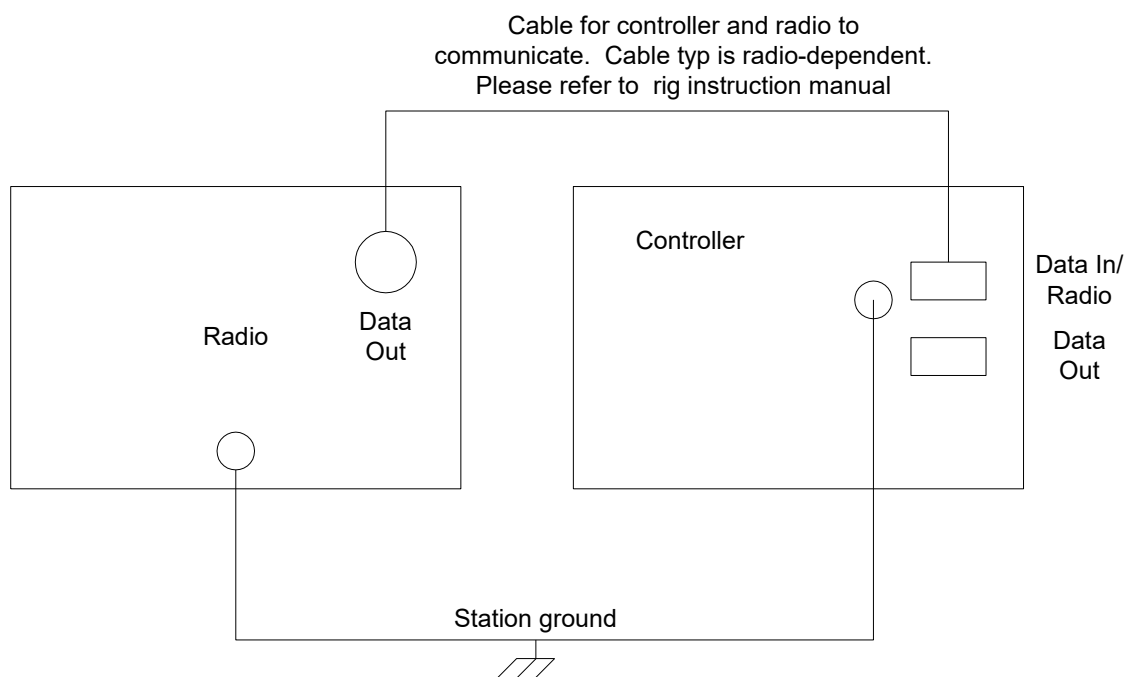 Cable for controller and radio to
communicate.  Cable typ is radio-dependent.
Please refer to  rig instruction manual
Controller
Data In/
Radio
Data
Out
Radio
Data
Out
Station ground